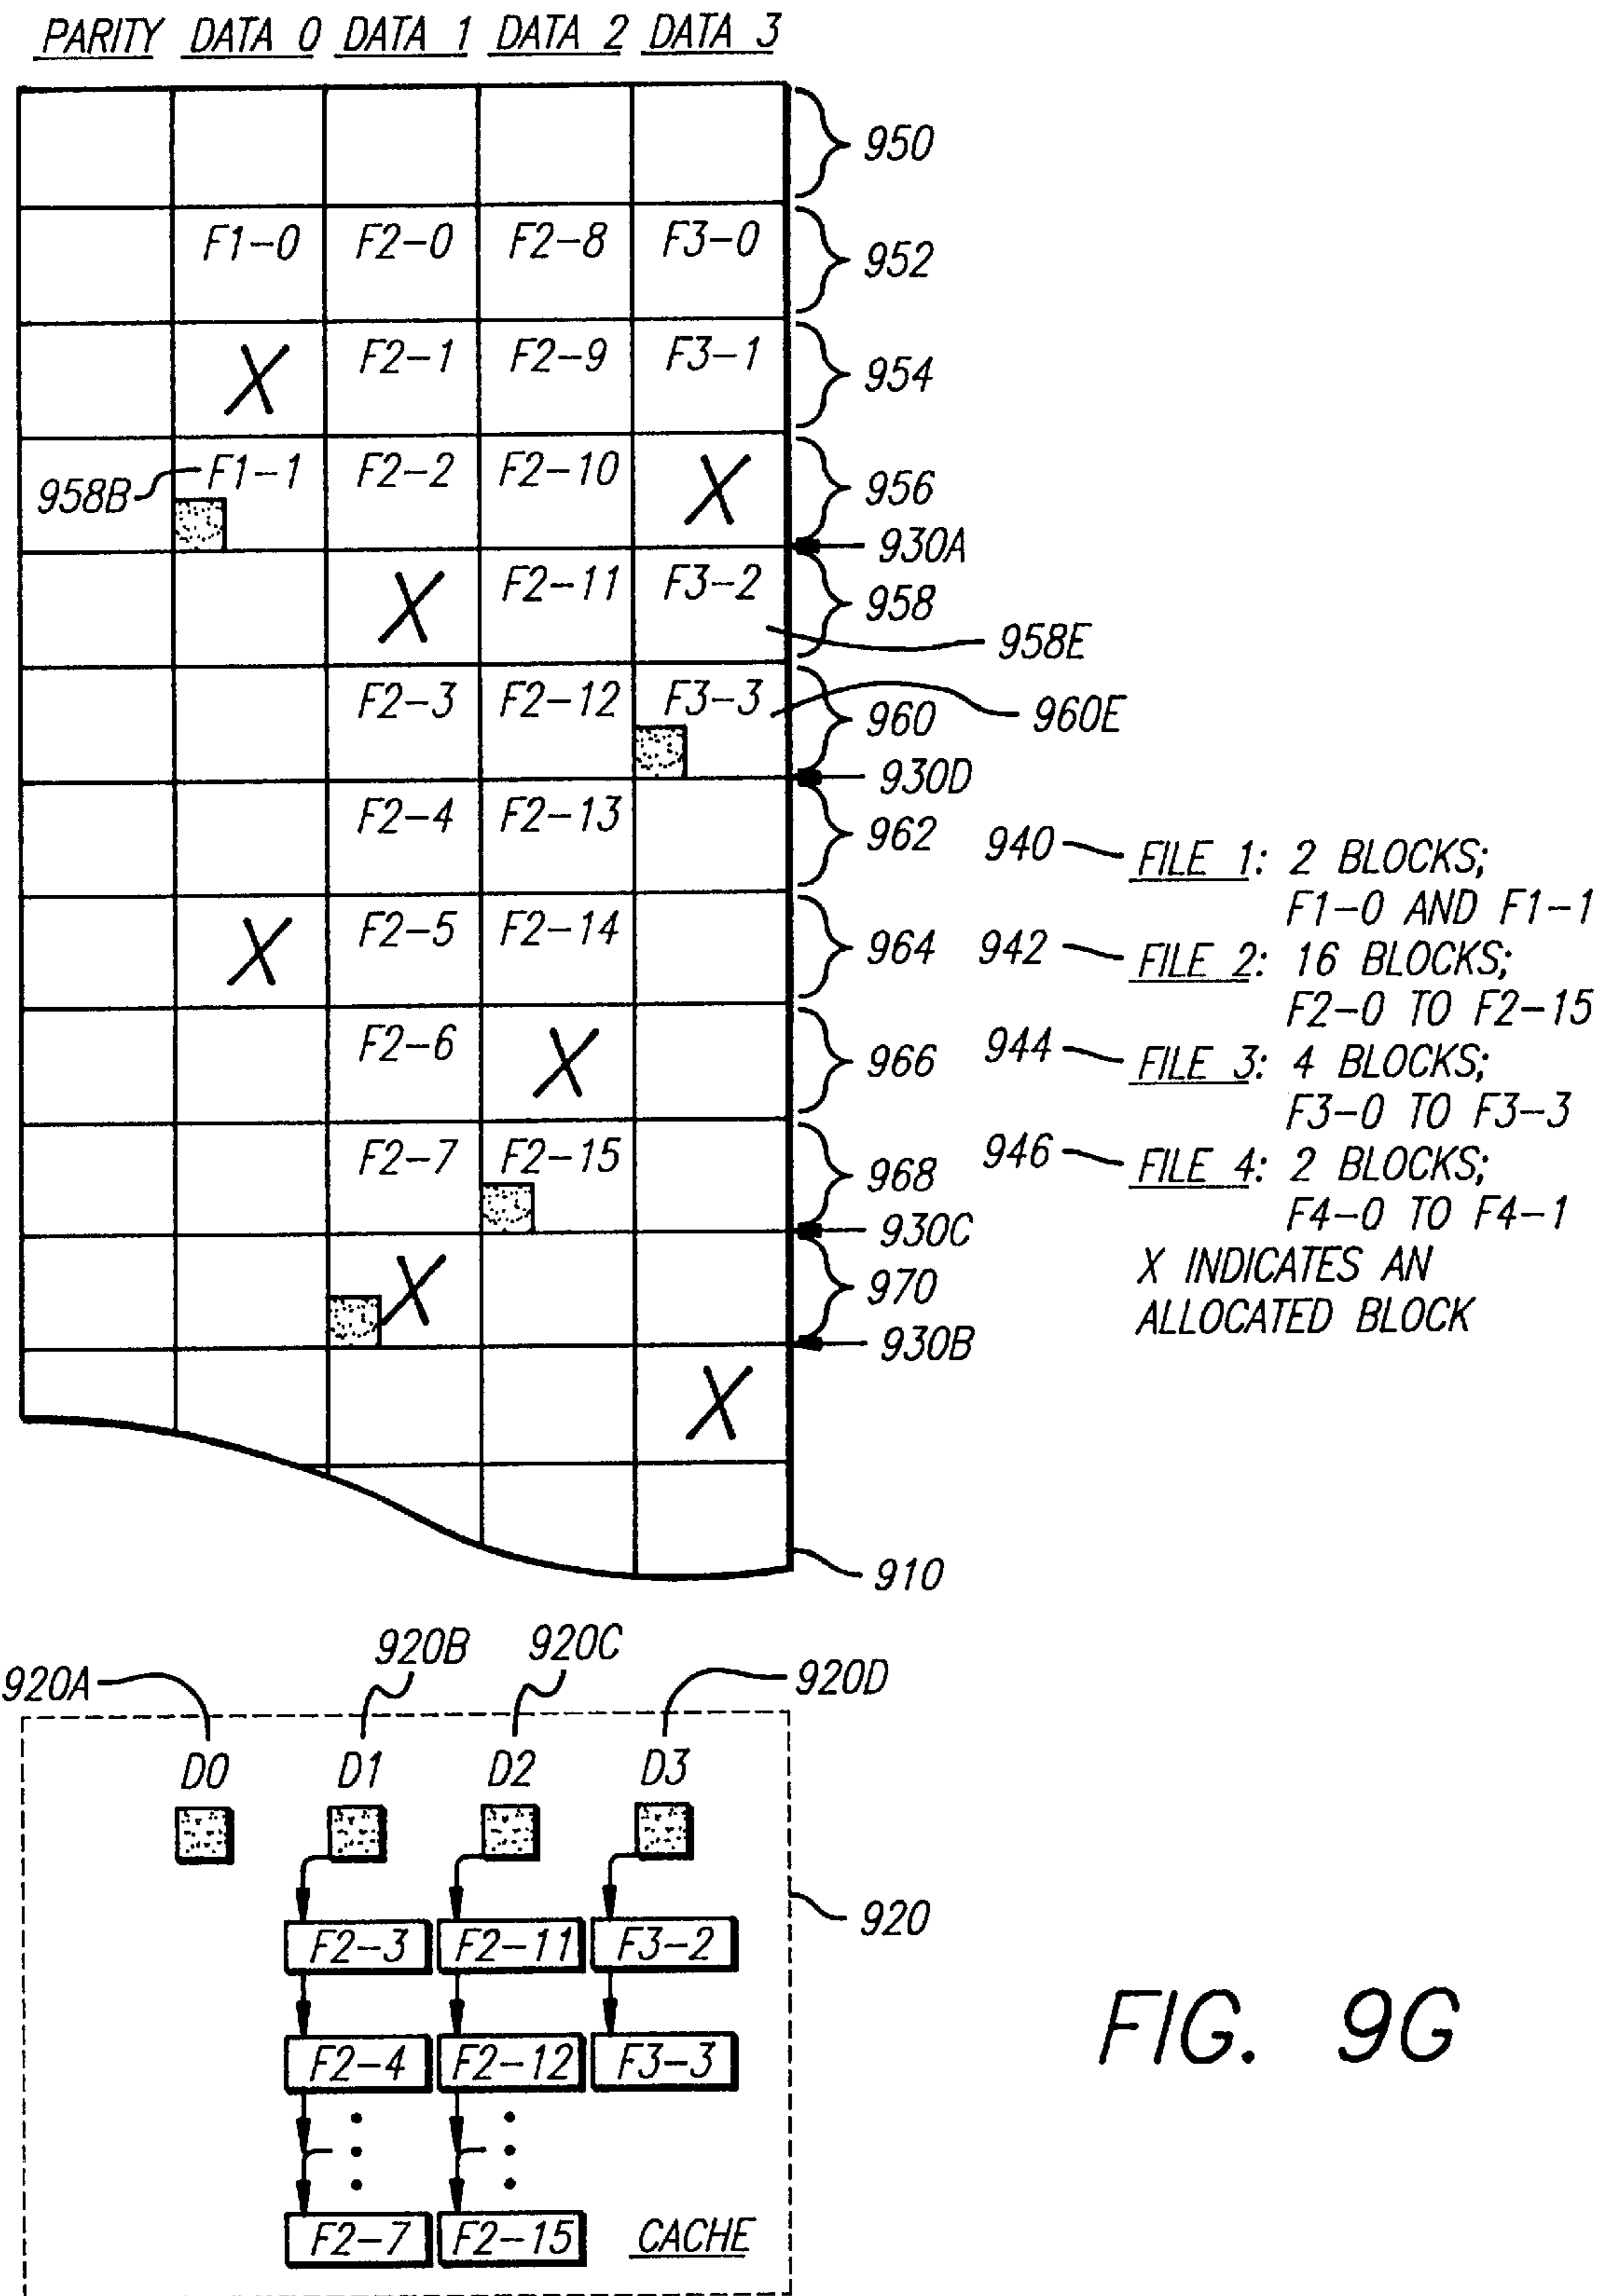 PARITY DATA 0 DATA 1 DATA 2 DATA 3
950
F1-0 F2-0 F2-8 F3-0 952
X F2-1 F2-9 F3-1 954
958B F1-1 F2-2 F2-10 X 956
930A
X F2-11 F3-2 958
958E
F2-3 F2-12 F3-3 960 960E
930D
F2-4 F2-13 962
X F2-5 F2-14 964
F2-6 X 966
F2-7 F2-15 968
930C
X 970
930B
X
910
940 FILE 1: 2 BLOCKS;
F1-0 AND F1-1
942 FILE 2: 16 BLOCKS;
F2-0 TO F2-15
944 FILE 3: 4 BLOCKS;
F3-0 TO F3-3
946 FILE 4: 2 BLOCKS;
F4-0 TO F4-1
X INDICATES AN
ALLOCATED BLOCK
920A 920B 920C 920D
D0 D1 D2 D3
920
F2-3 F2-11 F3-2
F2-4 F2-12 F3-3
F2-7 F2-15 CACHE
FIG. 9G